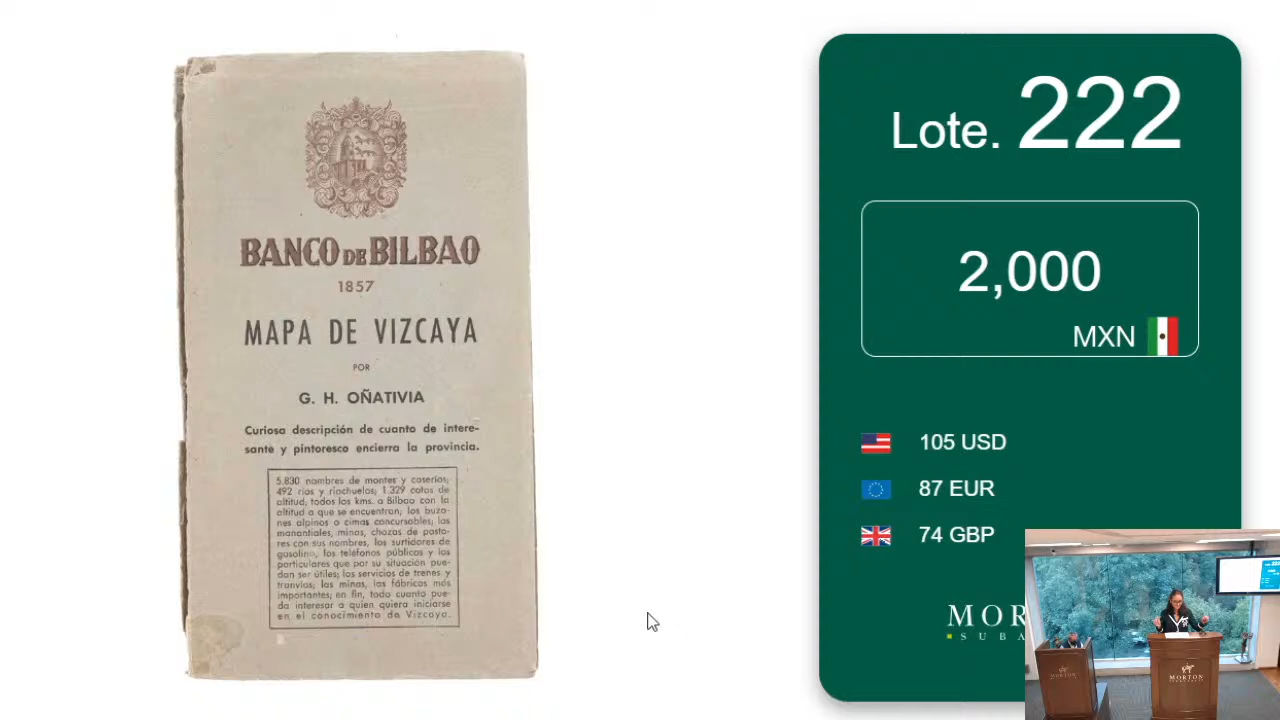 BANCO DE BILBAO
1857
MAPA DE VIZCAYA
POR
G. H. OÑATIVIA
Curiosa descripción de cuanto de intere-
sante y pintoresco encierra la provincia.
5.830 nombres de montes y caseríos;
492 ríos y riachuelos; 1.329 cotas de
altitud; todos los kms. a Bilbao con la
altitud a que se encuentran; los buzo-
nes alpinos o cimas concursables; los
manantiales, minas, chozas de pasto-
res con sus nombres, los surtidores de
gasolina, los teléfonos públicos y los
particulares que por su situación pue-
dan ser útiles; los servicios de trenes y
tranvías; las minas, las fábricas más
importantes; en fin, todo cuanto pue-
da interesar a quien quiera iniciarse
en el conocimiento de Vizcaya.
Lote. 222
2,000
MXN
105 USD
87 EUR
74 GBP
MOR
SUBA
MORTON
MORTON